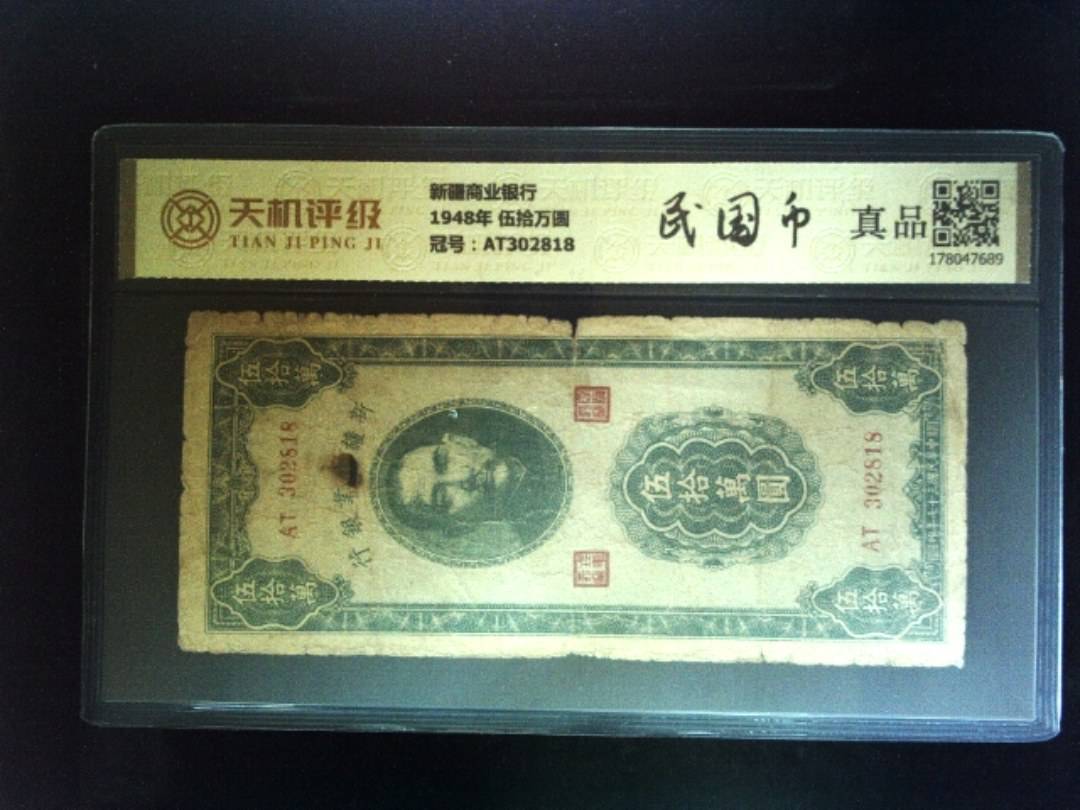 天机评级
TIAN JI PING JI
新疆商业银行
1948年 伍拾万圆
冠号：AT302818
民国币
真品
178047689
伍拾萬
伍拾萬
AT 302818
新疆
業銀行
伍拾萬圓
AT 302818
伍拾萬
伍拾萬